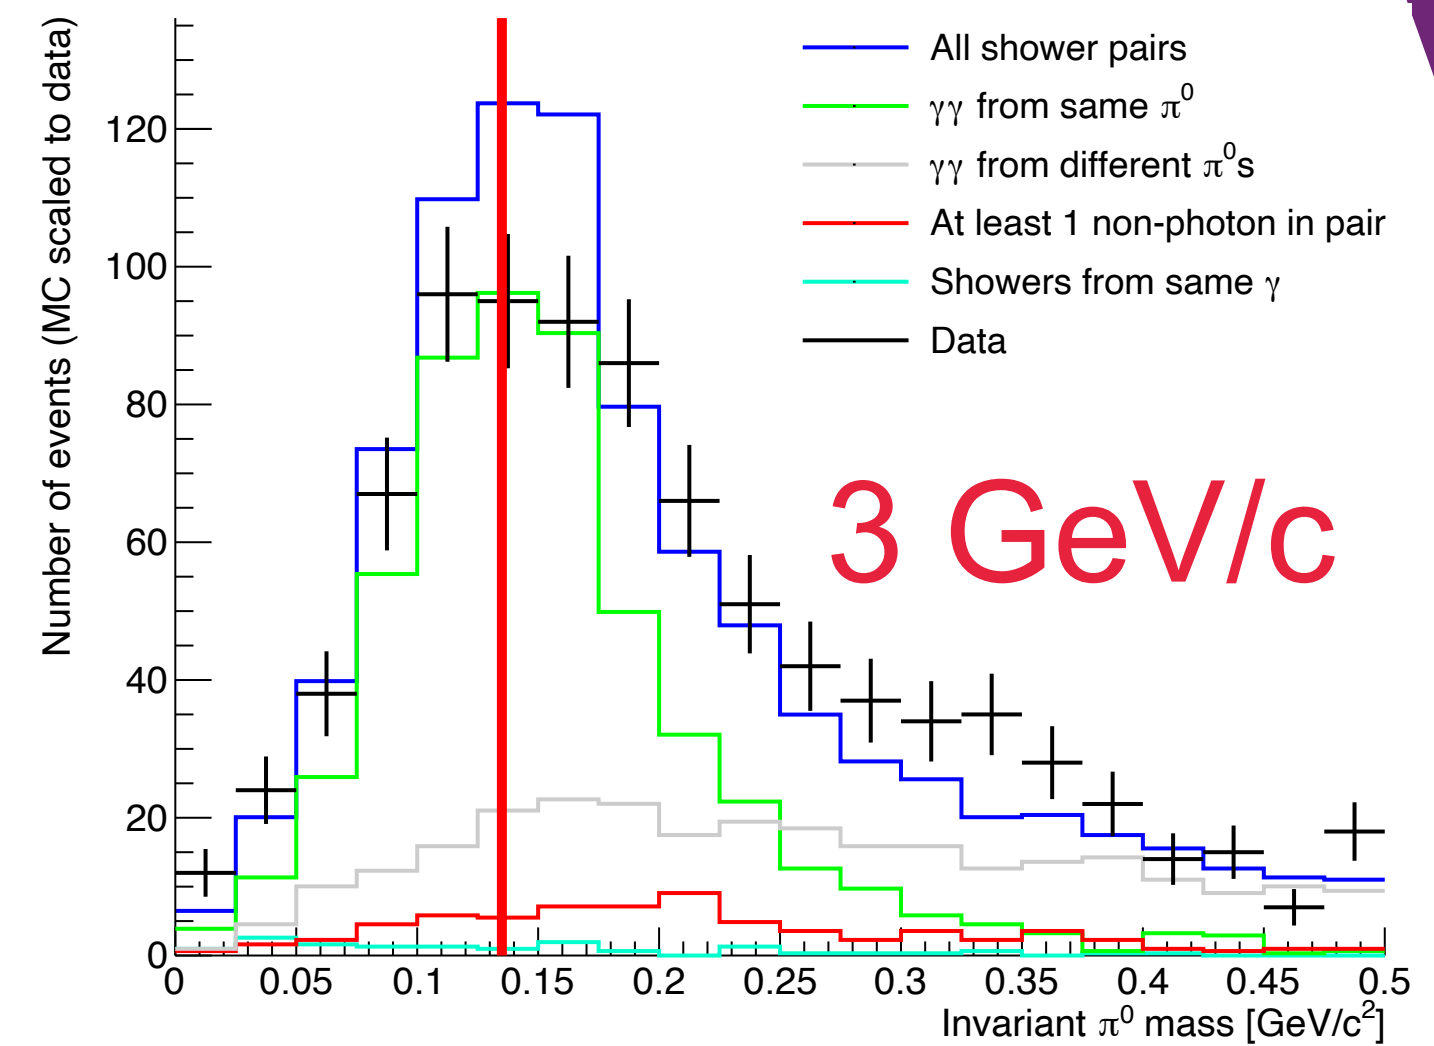 Number of events (MC scaled to data)
120
100
80
60
40
20
0
All shower pairs
γγ from same π⁰
γγ from different π⁰s
At least 1 non-photon in pair
Showers from same γ
Data
3 GeV/c
0 0.05 0.1 0.15 0.2 0.25 0.3 0.35 0.4 0.45 0.5
Invariant π⁰ mass [GeV/c²]